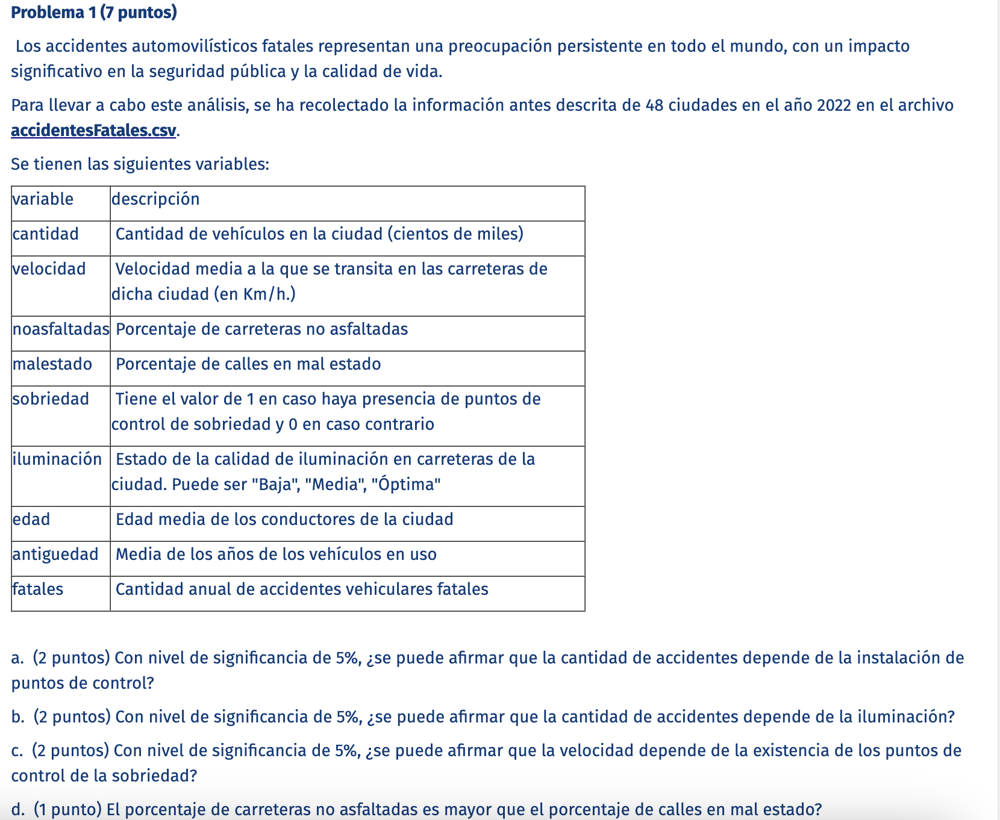 Problema 1 (7 puntos)
Los accidentes automovilísticos fatales representan una preocupación persistente en todo el mundo, con un impacto
significativo en la seguridad pública y la calidad de vida.
Para llevar a cabo este análisis, se ha recolectado la información antes descrita de 48 ciudades en el año 2022 en el archivo
accidentesFatales.csv.
Se tienen las siguientes variables:
variable descripción
cantidad Cantidad de vehículos en la ciudad (cientos de miles)
velocidad Velocidad media a la que se transita en las carreteras de
dicha ciudad (en Km/h.)
noasfaltadas Porcentaje de carreteras no asfaltadas
malestado Porcentaje de calles en mal estado
sobriedad Tiene el valor de 1 en caso haya presencia de puntos de
control de sobriedad y 0 en caso contrario
iluminación Estado de la calidad de iluminación en carreteras de la
ciudad. Puede ser "Baja", "Media", "Óptima"
edad Edad media de los conductores de la ciudad
antiguedad Media de los años de los vehículos en uso
fatales Cantidad anual de accidentes vehiculares fatales
a. (2 puntos) Con nivel de significancia de 5%, ¿se puede afirmar que la cantidad de accidentes depende de la instalación de
puntos de control?
b. (2 puntos) Con nivel de significancia de 5%, ¿se puede afirmar que la cantidad de accidentes depende de la iluminación?
c. (2 puntos) Con nivel de significancia de 5%, ¿se puede afirmar que la velocidad depende de la existencia de los puntos de
control de la sobriedad?
d. (1 punto) El porcentaje de carreteras no asfaltadas es mayor que el porcentaje de calles en mal estado?